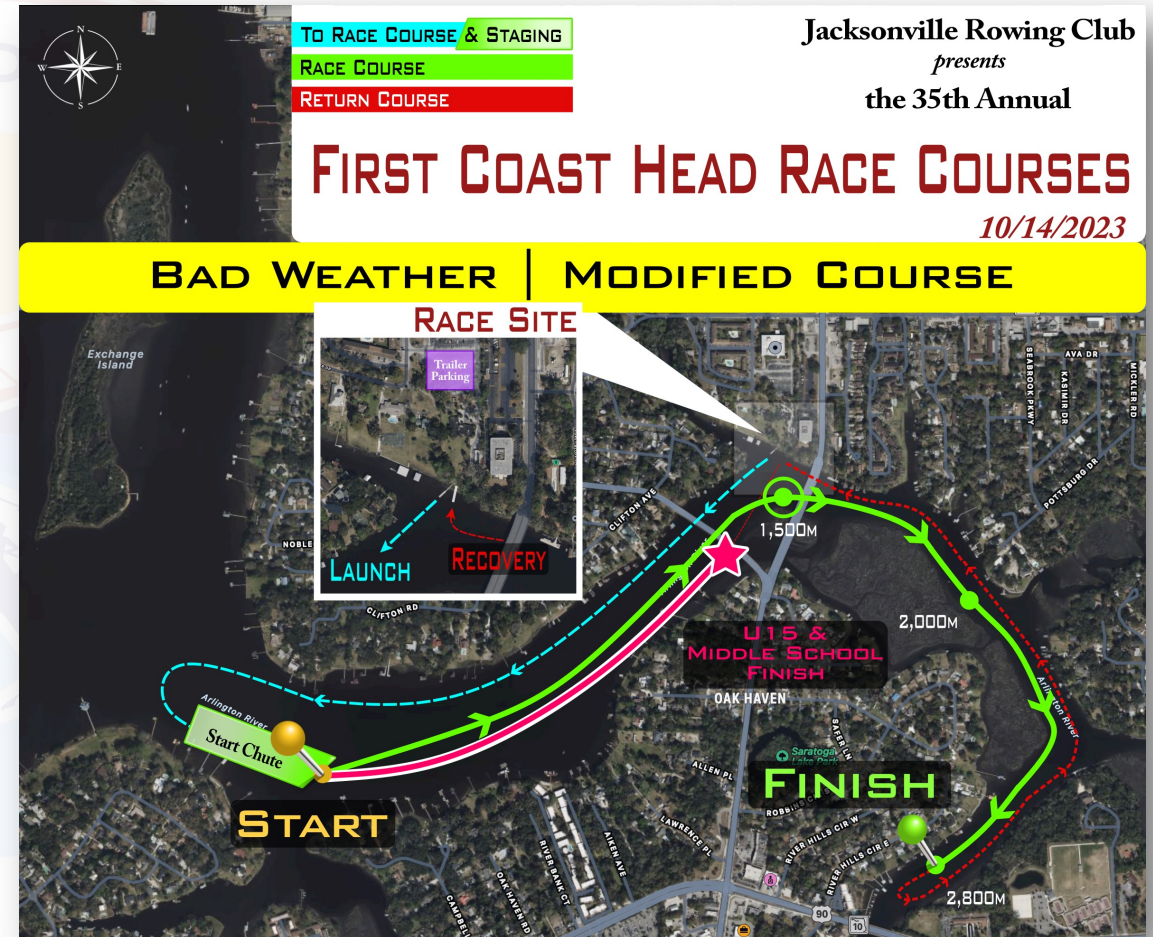 N
W E
S
To Race Course & Staging
Race Course
Return Course
Jacksonville Rowing Club
presents
the 35th Annual
First Coast Head Race Courses
10/14/2023
Bad Weather | Modified Course
Race Site
Trailer
Parking
Launch
Recovery
Exchange
Island
SEABROOK PKWY
AVA DR
KASIMIR DR
MICKLER RD
POTTSBURG DR
CLIFTON AVE
NOBLE
CLIFTON RD
1,500m
2,000m
U15 &
Middle School
Finish
OAK HAVEN
Arlington River
Arlington River
Start Chute
Start
SAFER LN
Saratoga
Lake Park
ALLEN PL
Finish
ROBBINS C
LAWRENCE PL
RIVER HILLS CIR W
RIVER HILLS CIR E
RIVER BANK CT
AIKEN AVE
OAK HAVEN RD
CAMPBEL
2,800m
90
10